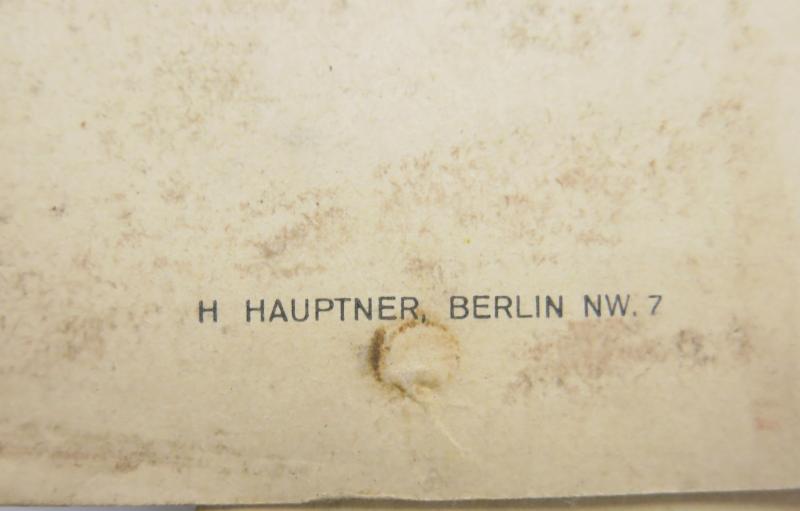 H HAUPTNER, BERLIN NW. 7